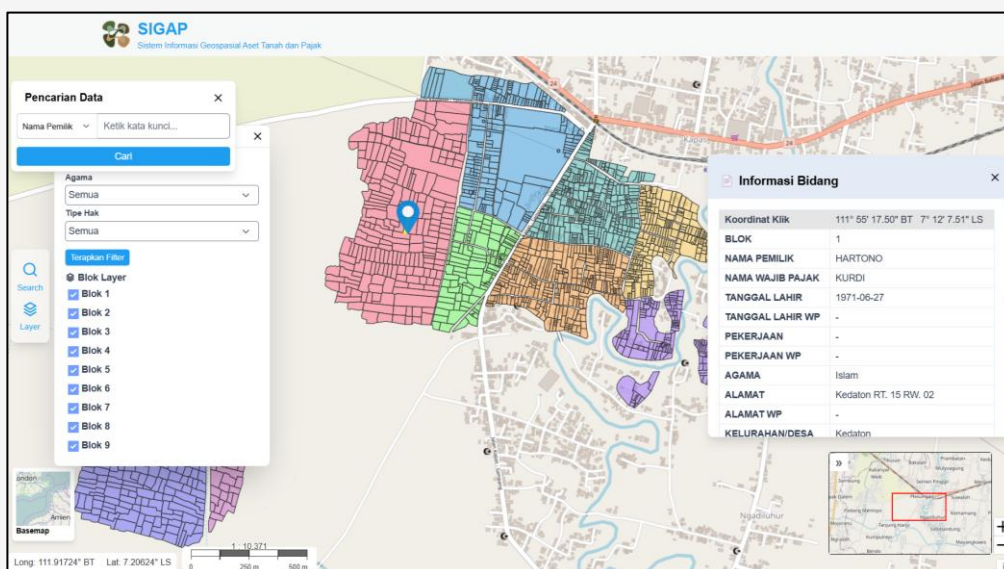 SIGAP
Sistem Informasi Geospasial Aset Tanah dan Pajak
Pencarian Data
Nama Pemilik
Ketik kata kunci...
Cari
Agama
Semua
Tipe Hak
Semua
Terapkan Filter
Blok Layer
Blok 1
Blok 2
Blok 3
Blok 4
Blok 5
Blok 6
Blok 7
Blok 8
Blok 9
Search
Layer
Basemap
Long: 111.91724° BT Lat: 7.20624° LS
1 : 10.371
0 250 m 500 m
24
24
Kapas
Ngadiluhur
Informasi Bidang
Koordinat Klik 111° 55' 17.50" BT 7° 12' 7.51" LS
BLOK 1
NAMA PEMILIK HARTONO
NAMA WAJIB PAJAK KURDI
TANGGAL LAHIR 1971-06-27
TANGGAL LAHIR WP -
PEKERJAAN -
PEKERJAAN WP -
AGAMA Islam
ALAMAT Kedaton RT. 15 RW. 02
ALAMAT WP -
KELURAHAN/DESA Kedaton